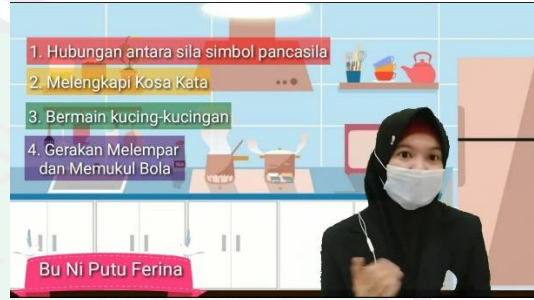 1. Hubungan antara sila simbol pancasila
2. Melengkapi Kosa Kata
3. Bermain kucing-kucingan
4. Gerakan Melempar
dan Memukul Bola
Bu Ni Putu Ferina